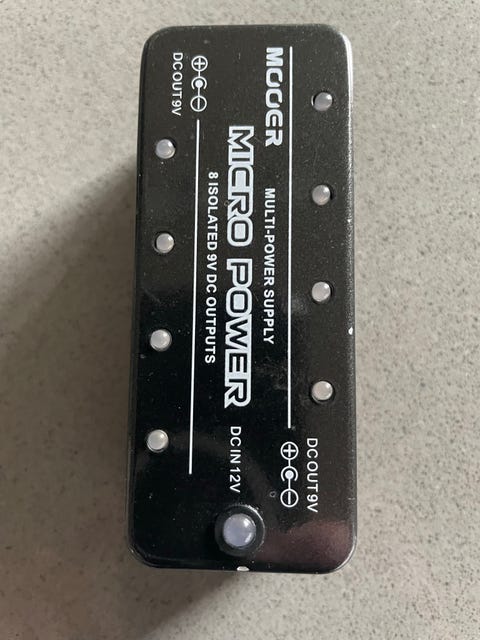 DC OUT 9V
MOOER
MULTI-POWER SUPPLY
MICRO POWER
8 ISOLATED 9V DC OUTPUTS
DC IN 12V
DC OUT 9V